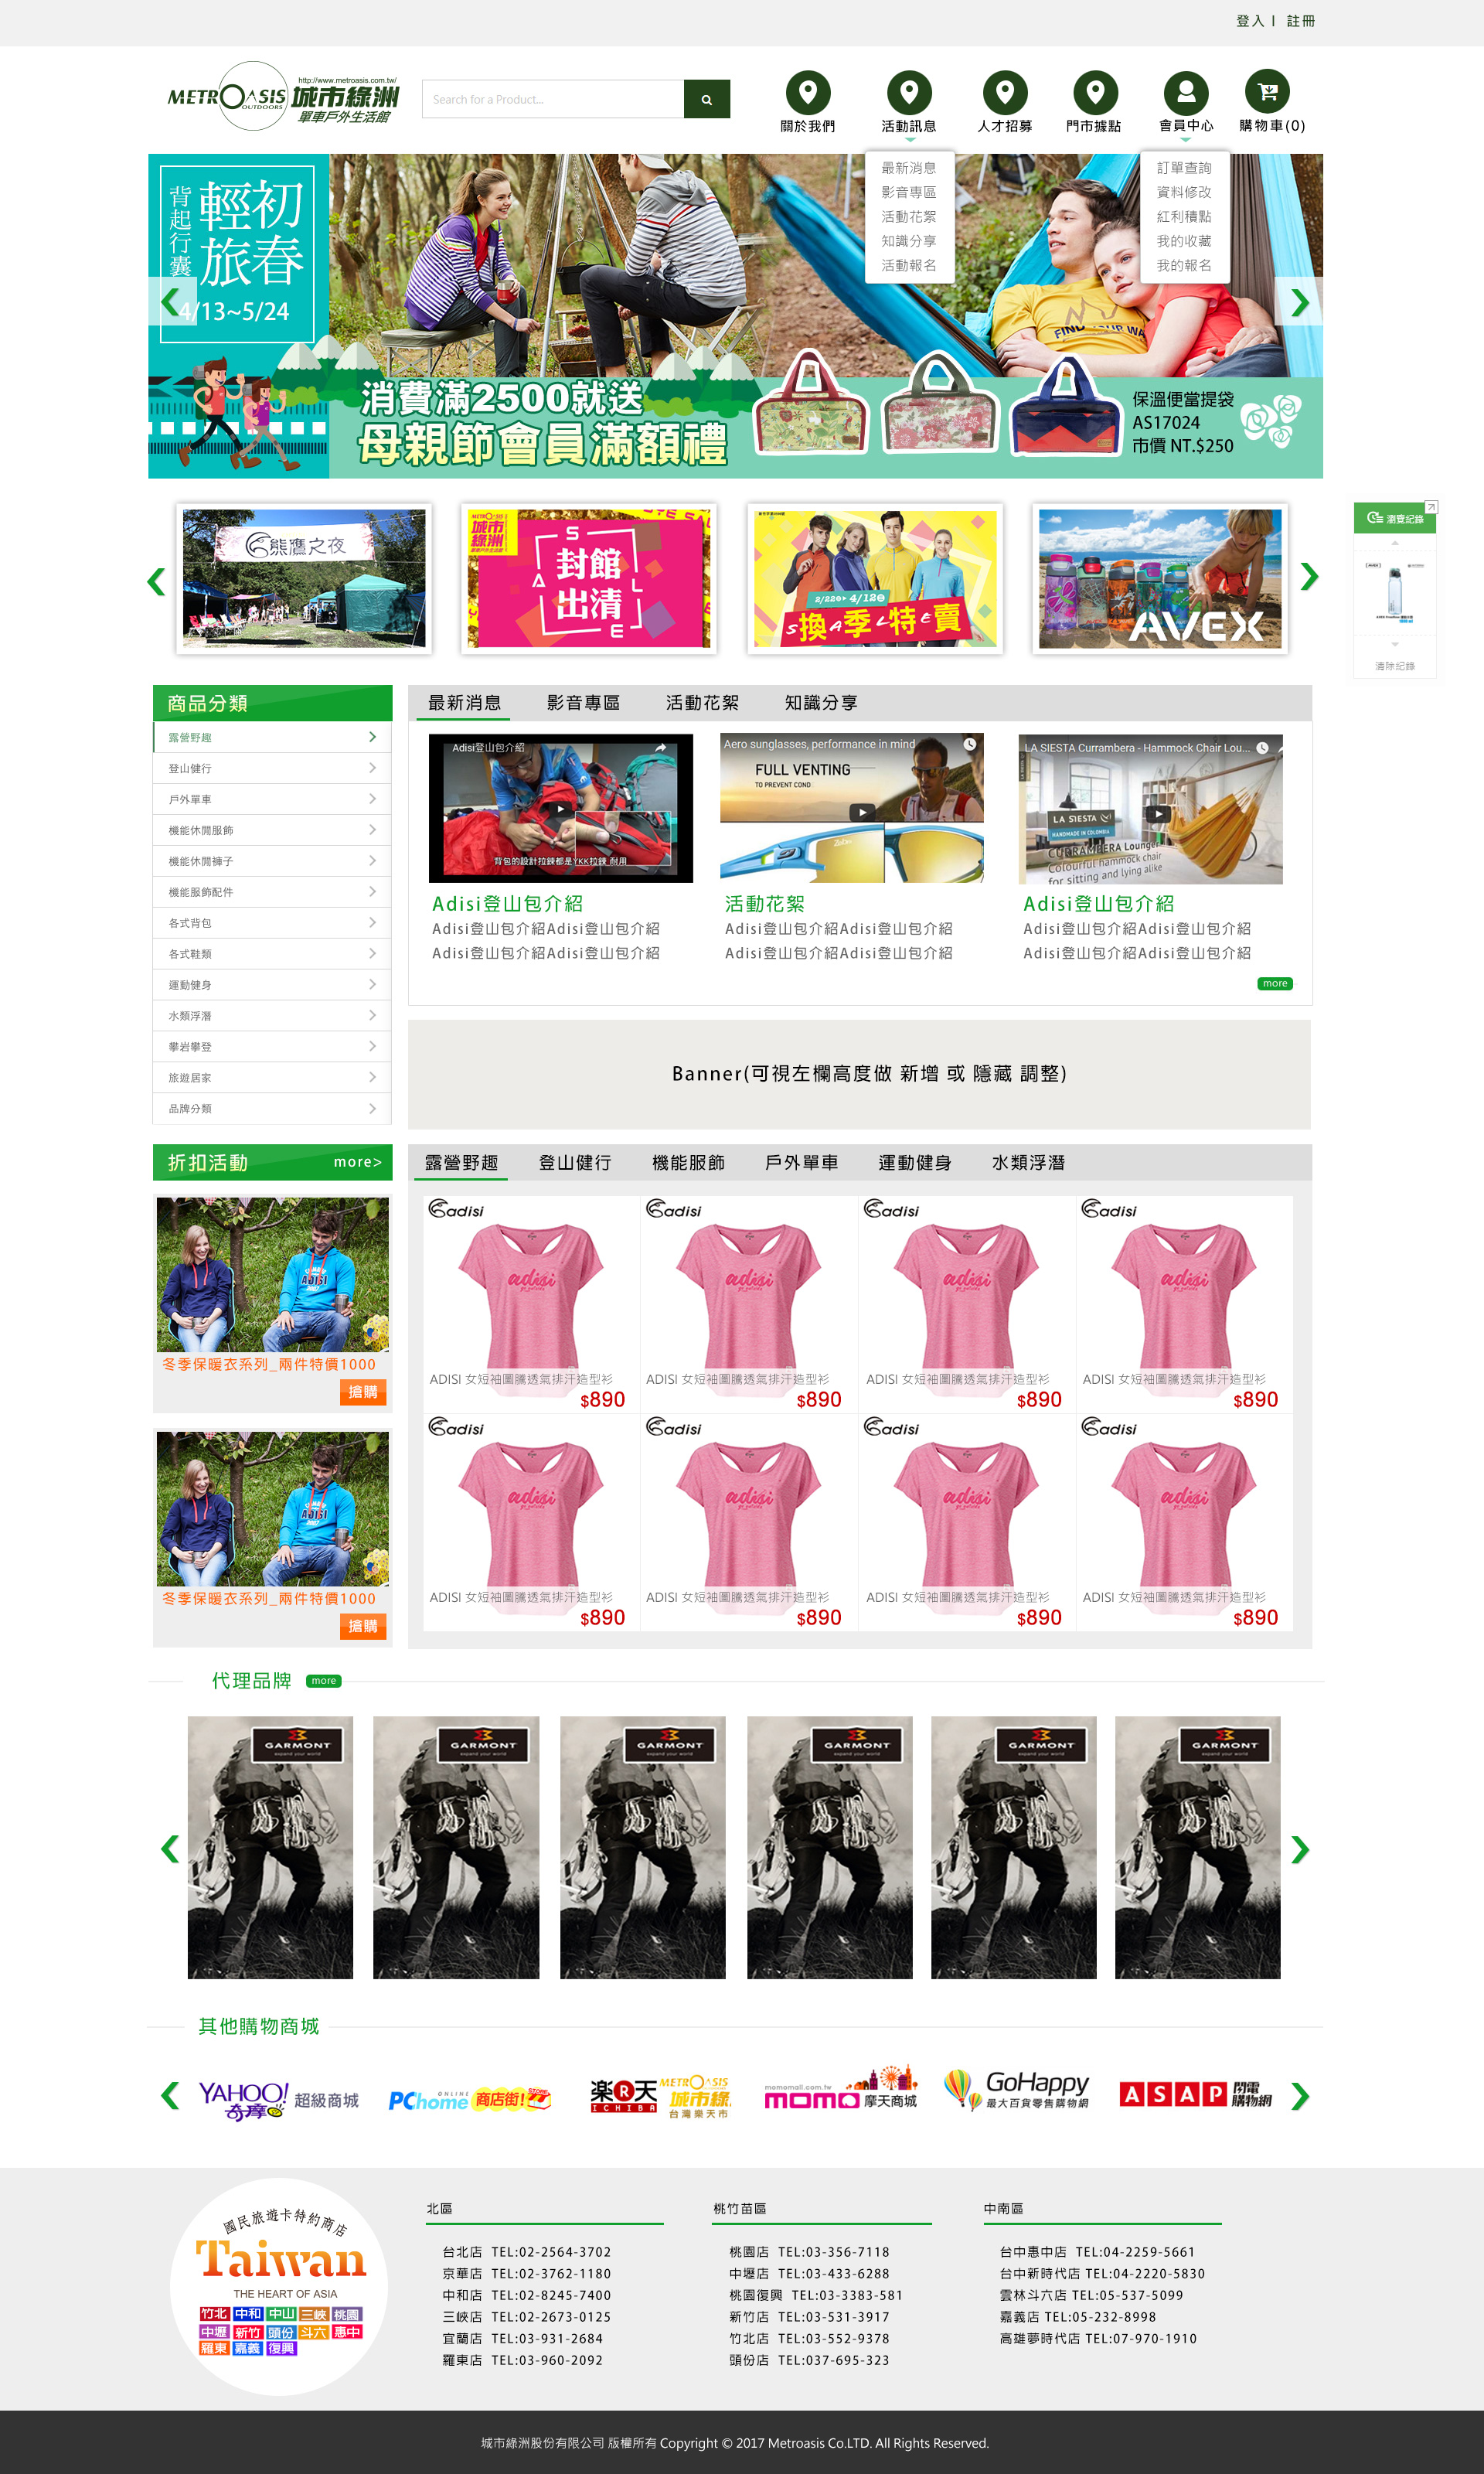 登入 | 註冊
http://www.metroasis.com.tw/
METROASIS
OUTDOORS
城市綠洲
單車戶外生活館
Search for a Product...
關於我們
活動訊息
人才招募
門市據點
會員中心
購物車(0)
最新消息
影音專區
活動花絮
知識分享
活動報名
訂單查詢
資料修改
紅利積點
我的收藏
我的報名
初春
輕旅
背起行囊
4/13~5/24
消費滿2500就送
母親節會員滿額禮
保溫便當提袋
AS17024
市價 NT.$250
熊鷹之夜
城市綠洲
封館
出清
SALE
2/22 4/12
換季特賣
AVEX
瀏覽紀錄
清除紀錄
商品分類
露營野趣
登山健行
戶外單車
機能休閒服飾
機能休閒褲子
機能服飾配件
各式背包
各式鞋類
運動健身
水類浮潛
攀岩攀登
旅遊居家
品牌分類
最新消息 影音專區 活動花絮 知識分享
Adisi登山包介紹
背包的設計拉鍊都是YKK拉鍊 耐用
Aero sunglasses, performance in mind
FULL VENTING
TO PREVENT COND
LA SIESTA Currambera - Hammock Chair Lou...
LA SIESTA
HANDMADE IN COLOMBIA
CURRAMBERA Lounger
Colourful hammock chair
for sitting and lying alike
Adisi登山包介紹
Adisi登山包介紹Adisi登山包介紹
Adisi登山包介紹Adisi登山包介紹
活動花絮
Adisi登山包介紹Adisi登山包介紹
Adisi登山包介紹Adisi登山包介紹
Adisi登山包介紹
Adisi登山包介紹Adisi登山包介紹
Adisi登山包介紹Adisi登山包介紹
more
Banner(可視左欄高度做 新增 或 隱藏 調整)
折扣活動 more>
冬季保暖衣系列_兩件特價1000
搶購
冬季保暖衣系列_兩件特價1000
搶購
露營野趣 登山健行 機能服飾 戶外單車 運動健身 水類浮潛
adisi adisi adisi adisi
adisi adisi adisi adisi
ADISI 女短袖圖騰透氣排汗造型衫
$890
ADISI 女短袖圖騰透氣排汗造型衫
$890
ADISI 女短袖圖騰透氣排汗造型衫
$890
ADISI 女短袖圖騰透氣排汗造型衫
$890
adisi adisi adisi adisi
adisi adisi adisi adisi
ADISI 女短袖圖騰透氣排汗造型衫
$890
ADISI 女短袖圖騰透氣排汗造型衫
$890
ADISI 女短袖圖騰透氣排汗造型衫
$890
ADISI 女短袖圖騰透氣排汗造型衫
$890
代理品牌 more
GARMONT GARMONT GARMONT GARMONT GARMONT GARMONT
expand your world expand your world expand your world expand your world expand your world expand your world
其他購物商城
YAHOO!
奇摩 超級商城
PChome ONLINE 商店街! STORE
楽R天
ICHIBA
METROASIS
城市綠
台灣樂天市
momomall.com.tw
momo 摩天商城
GoHappy
最大百貨零售購物網
ASAP 閃電購物網
國民旅遊卡特約商店
Taiwan
THE HEART OF ASIA
竹北 中和 中山 三峽 桃園
中壢 新竹 頭份 斗六 惠中
羅東 嘉義 復興
北區
台北店 TEL:02-2564-3702
京華店 TEL:02-3762-1180
中和店 TEL:02-8245-7400
三峽店 TEL:02-2673-0125
宜蘭店 TEL:03-931-2684
羅東店 TEL:03-960-2092
桃竹苗區
桃園店 TEL:03-356-7118
中壢店 TEL:03-433-6288
桃園復興 TEL:03-3383-581
新竹店 TEL:03-531-3917
竹北店 TEL:03-552-9378
頭份店 TEL:037-695-323
中南區
台中惠中店 TEL:04-2259-5661
台中新時代店 TEL:04-2220-5830
雲林斗六店 TEL:05-537-5099
嘉義店 TEL:05-232-8998
高雄夢時代店 TEL:07-970-1910
城市綠洲股份有限公司 版權所有 Copyright © 2017 Metroasis Co.LTD. All Rights Reserved.